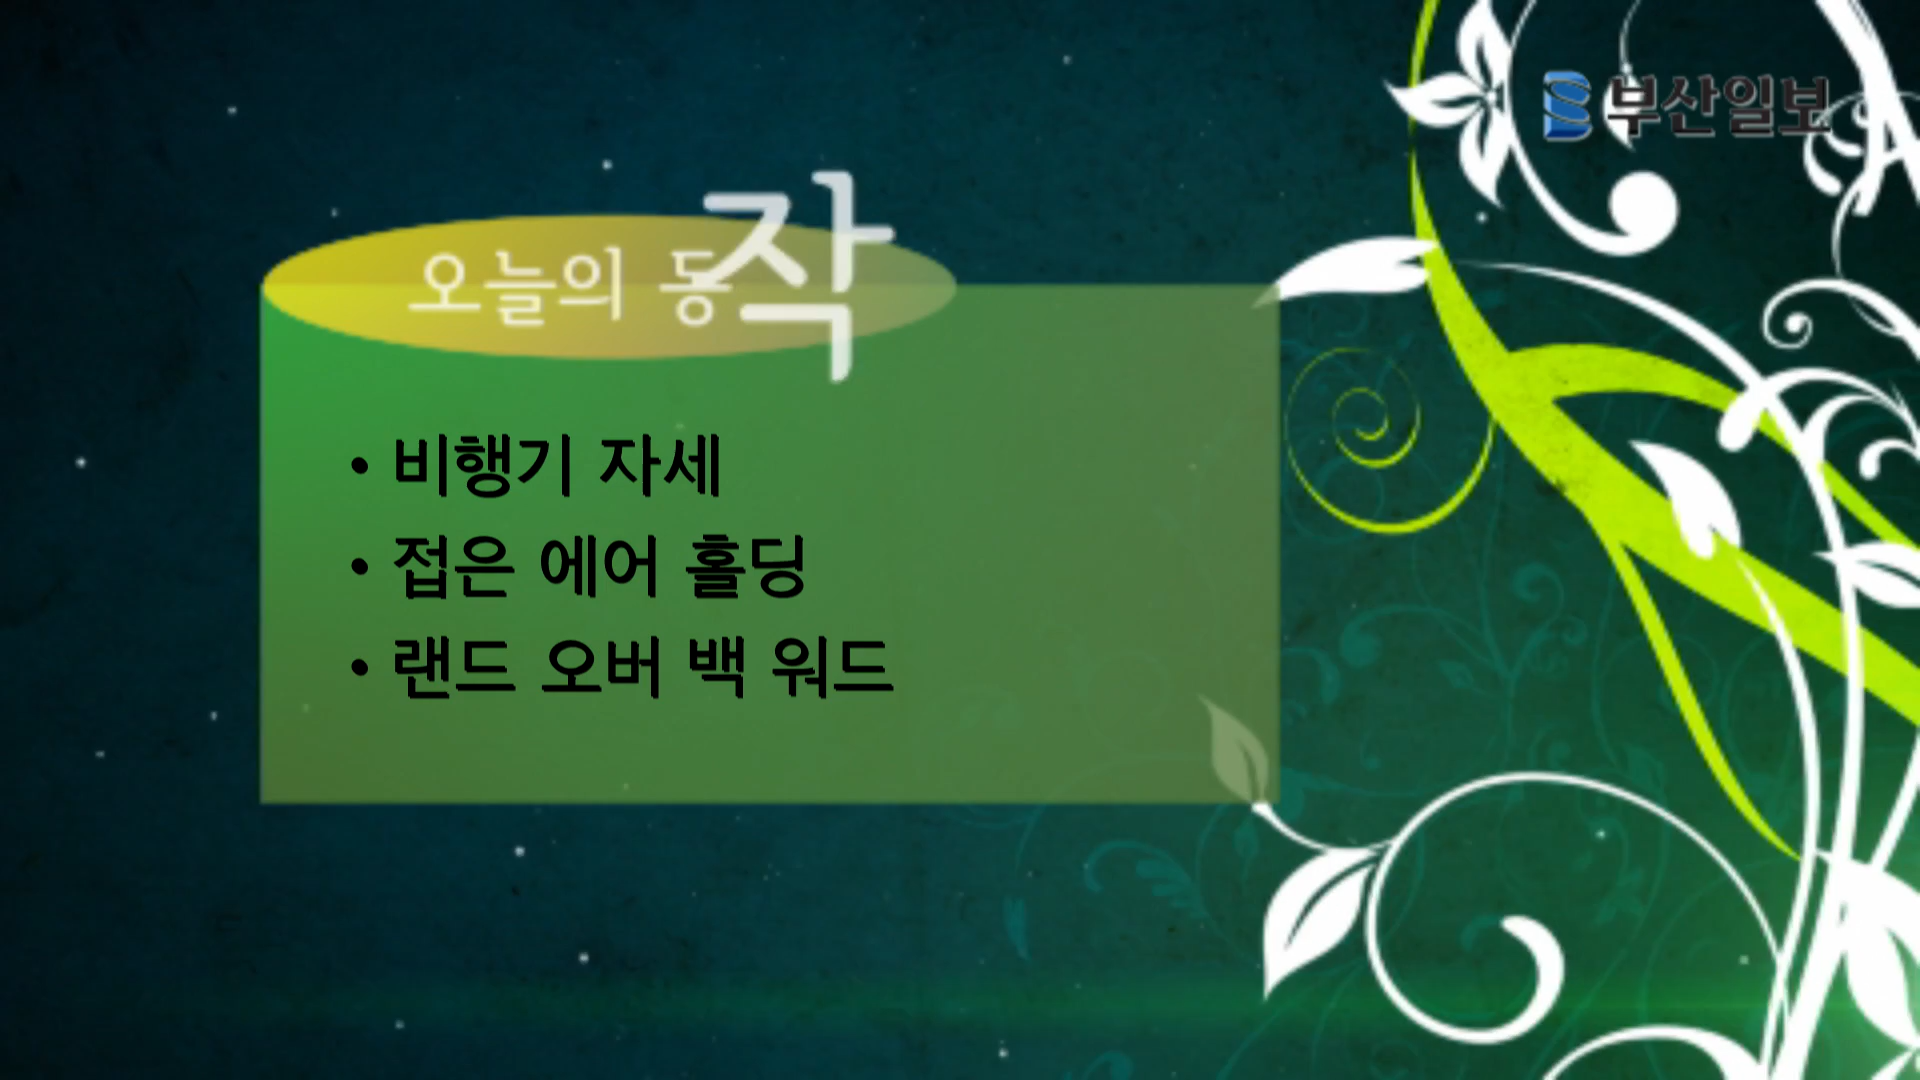 부산일보
오늘의 동작
• 비행기 자세
• 접은 에어 홀딩
• 랜드 오버 백 워드